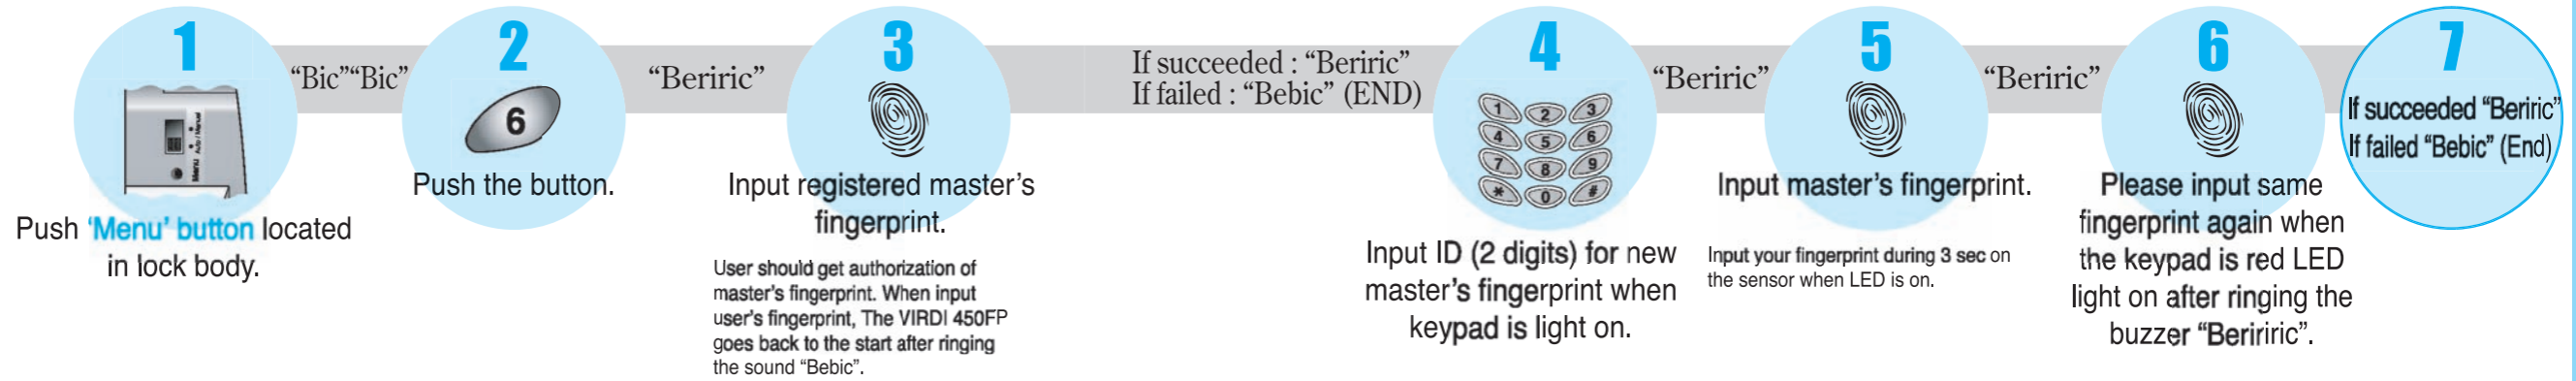 1
Menu
Auto / Manual
Push ‘Menu’ button located
in lock body.
“Bic”“Bic”
2
6
Push the button.
“Beriric”
3
Input registered master’s
fingerprint.
User should get authorization of
master’s fingerprint. When input
user’s fingerprint, The VIRDI 450FP
goes back to the start after ringing
the sound “Bebic”.
If succeeded : “Beriric”
If failed : “Bebic” (END)
4
1 2 3
4 5 6
7 8 9
* 0 #
Input ID (2 digits) for new
master’s fingerprint when
keypad is light on.
“Beriric”
5
Input master’s fingerprint.
Input your fingerprint during 3 sec on
the sensor when LED is on.
“Beriric”
6
Please input same
fingerprint again when
the keypad is red LED
light on after ringing the
buzzer “Beririric”.
7
If succeeded “Beriric”
If failed “Bebic” (End)